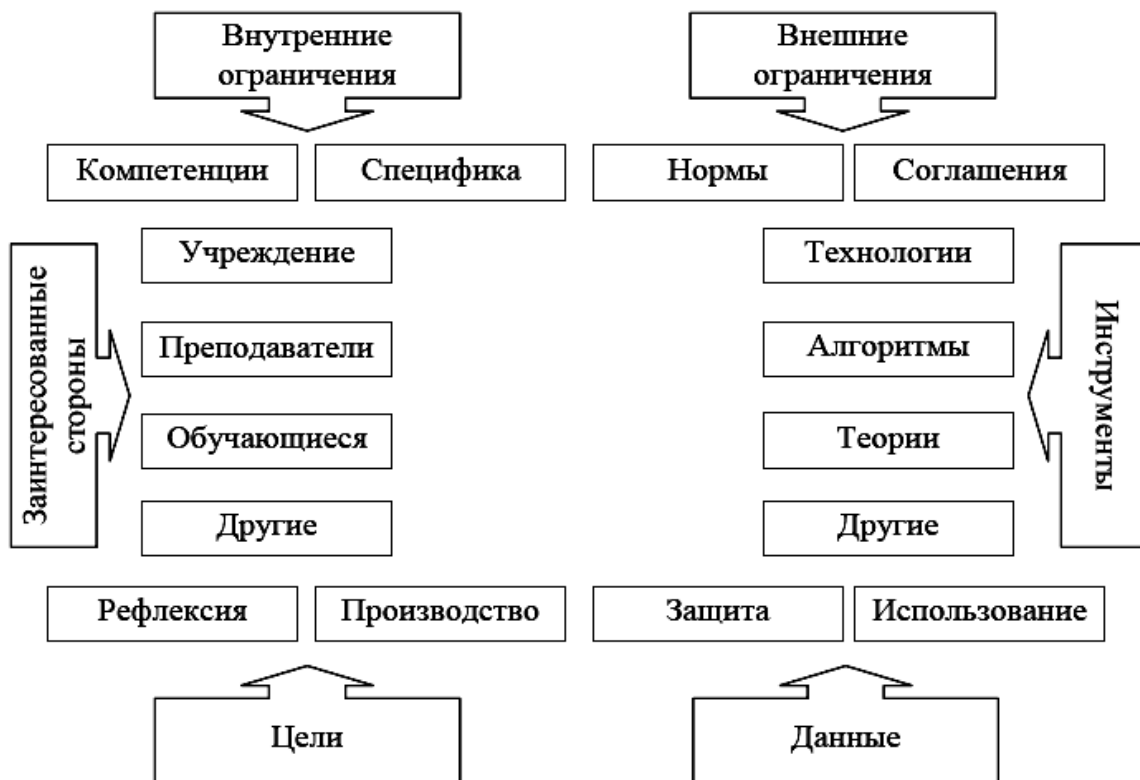 Внутренние
ограничения
Внешние
ограничения
Компетенции
Специфика
Нормы
Соглашения
Заинтересованные
стороны
Учреждение
Преподаватели
Обучающиеся
Другие
Технологии
Алгоритмы
Теории
Другие
Инструменты
Рефлексия
Производство
Защита
Использование
Цели
Данные